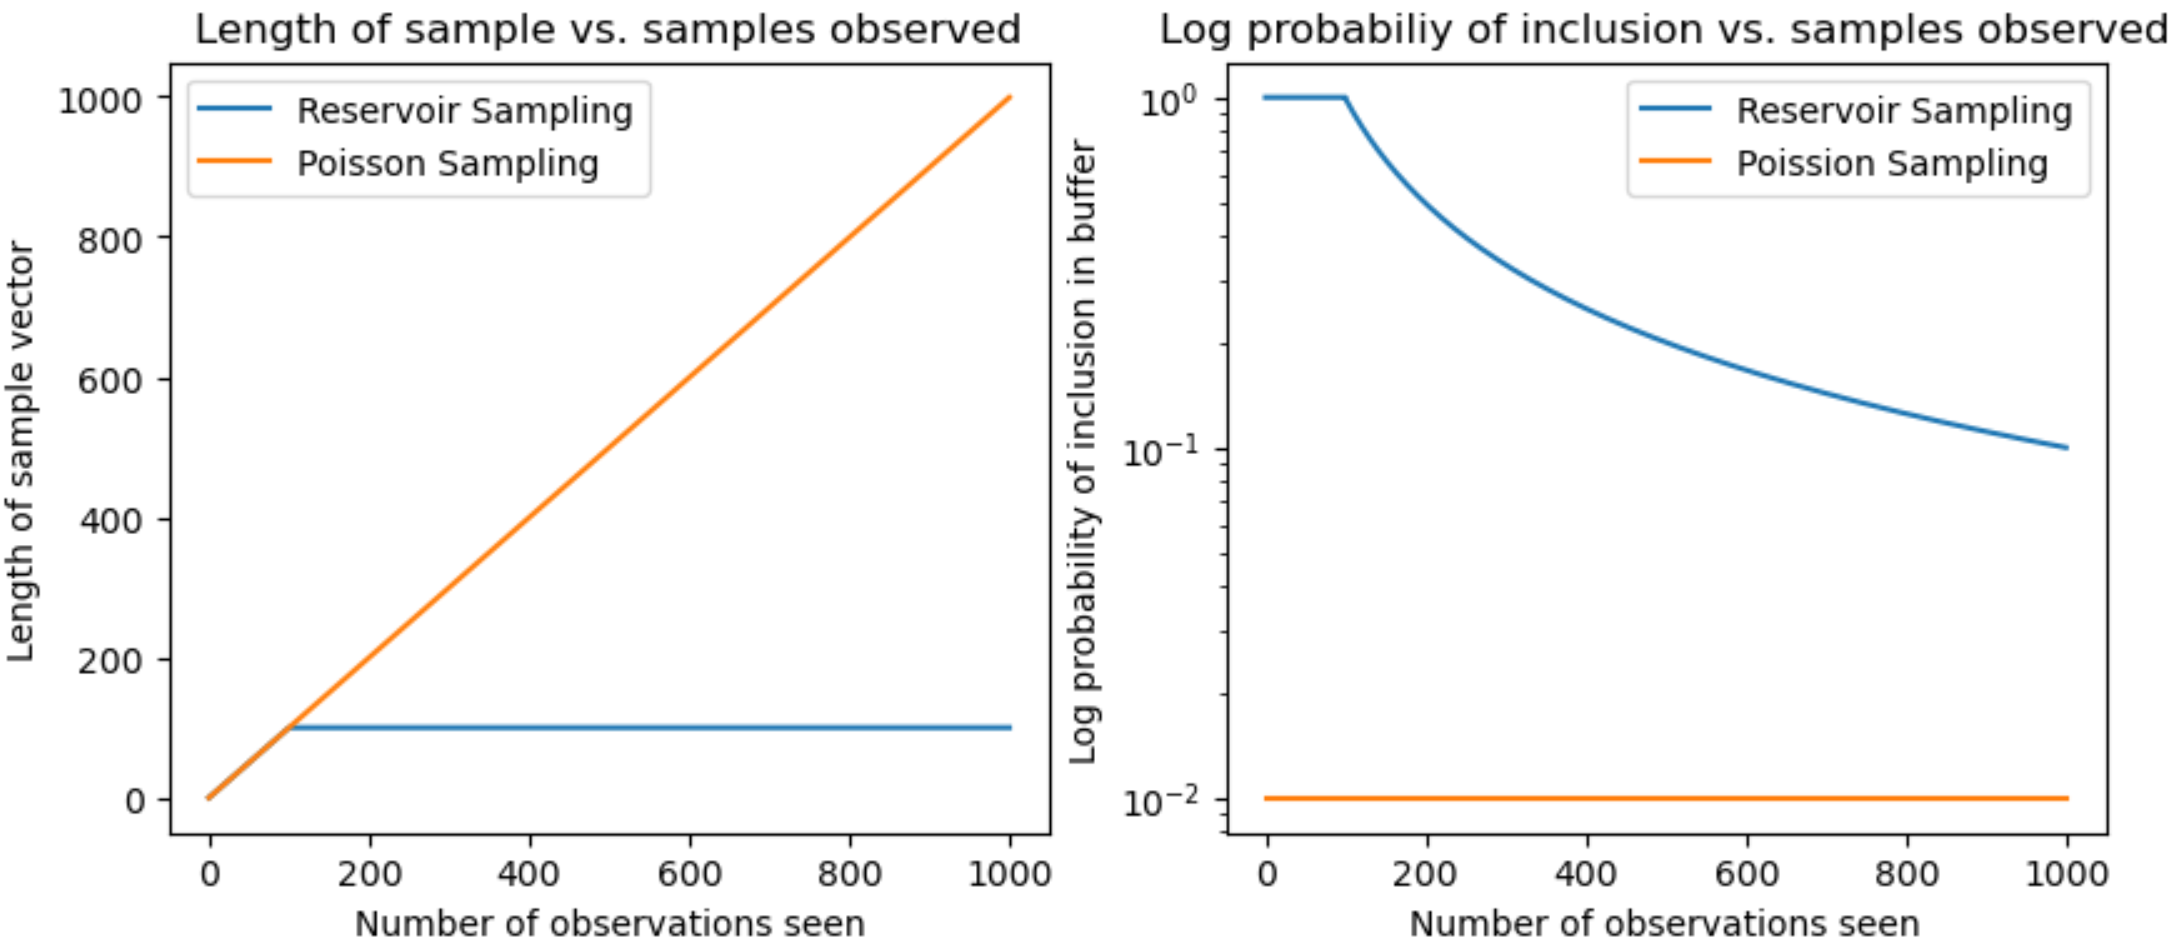 Length of sample vs. samples observed
Reservoir Sampling
Poisson Sampling
Length of sample vector
1000
800
600
400
200
0
0 200 400 600 800 1000
Number of observations seen
Log probabiliy of inclusion vs. samples observed
Reservoir Sampling
Poission Sampling
Log probability of inclusion in buffer
10⁰
10⁻¹
10⁻²
0 200 400 600 800 1000
Number of observations seen